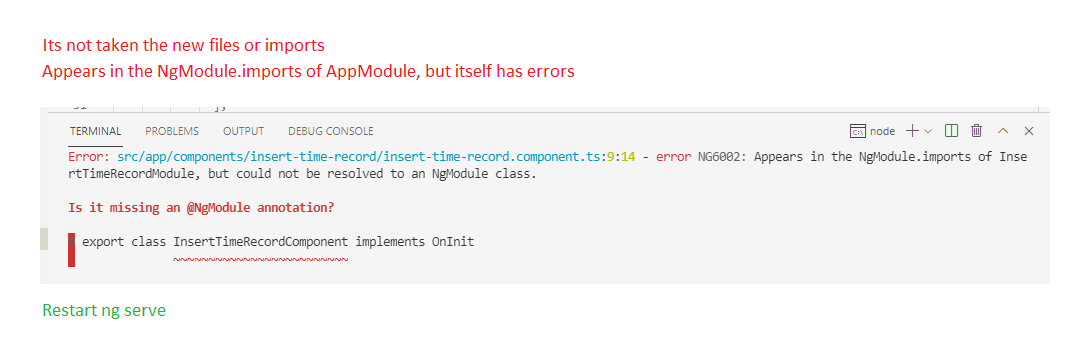 Its not taken the new files or imports
Appears in the NgModule.imports of AppModule, but itself has errors
TERMINAL PROBLEMS OUTPUT DEBUG CONSOLE node
Error: src/app/components/insert-time-record/insert-time-record.component.ts:9:14 - error NG6002: Appears in the NgModule.imports of Inse
rtTimeRecordModule, but could not be resolved to an NgModule class.
Is it missing an @NgModule annotation?
export class InsertTimeRecordComponent implements OnInit
~~~~~~~~~~~~~~~~~~~~~~~~~
Restart ng serve